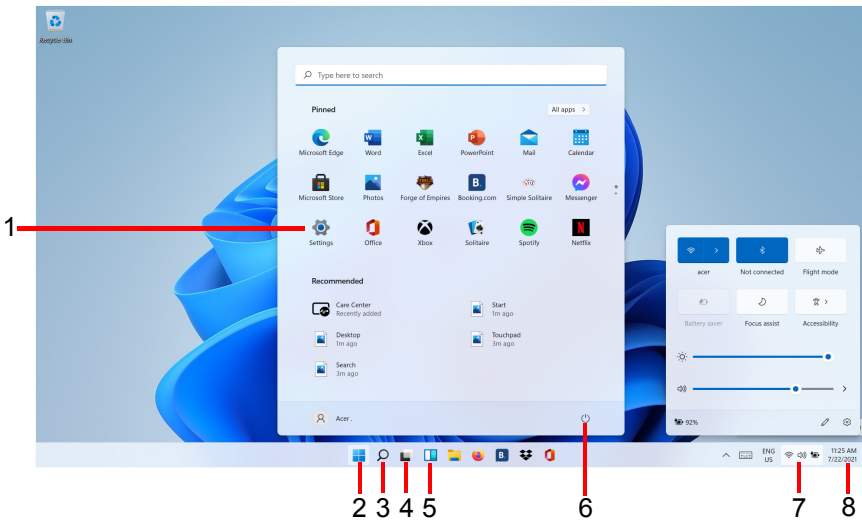 Recycle Bin
Type here to search
Pinned
All apps >
Microsoft Edge Word Excel PowerPoint Mail Calendar
Microsoft Store Photos Forge of Empires Booking.com Simple Solitaire Messenger
1
Settings Office Xbox Solitaire Spotify Netflix
Recommended
Care Center
Recently added
Start
1m ago
Desktop
1m ago
Touchpad
3m ago
Search
3m ago
Acer .
acer Not connected Flight mode
Battery saver Focus assist Accessibility
92%
ENG
US
11:25 AM
7/22/2021
2 3 4 5 6 7 8